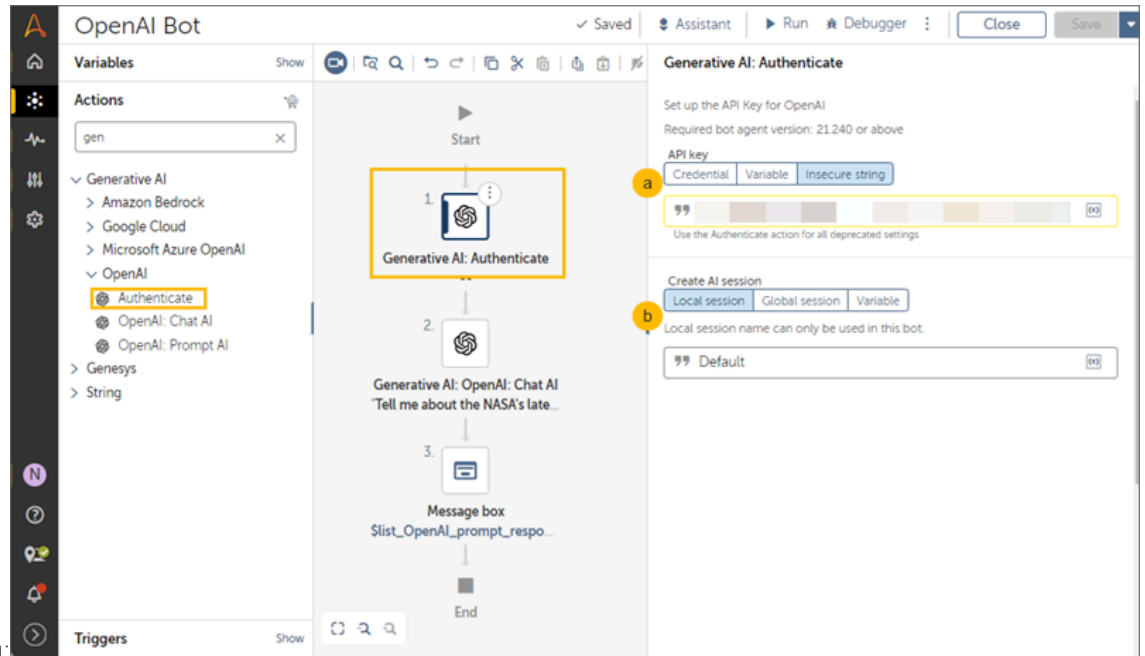 OpenAI Bot
Saved
Assistant
Run
Debugger
Close
Save
Variables
Show
Actions
gen
Generative AI
Amazon Bedrock
Google Cloud
Microsoft Azure OpenAI
OpenAI
Authenticate
OpenAI: Chat AI
OpenAI: Prompt AI
Genesys
String
N
Triggers
Show
Start
1.
Generative AI: Authenticate
2.
Generative AI: OpenAI: Chat AI
"Tell me about the NASA's late...
3.
Message box
$list_OpenAI_prompt_respo...
End
Generative AI: Authenticate
Set up the API Key for OpenAI
Required bot agent version: 21.240 or above
API key
a
Credential Variable Insecure string
(x)
Use the Authenticate action for all deprecated settings
Create AI session
b
Local session Global session Variable
Local session name can only be used in this bot.
Default
(x)